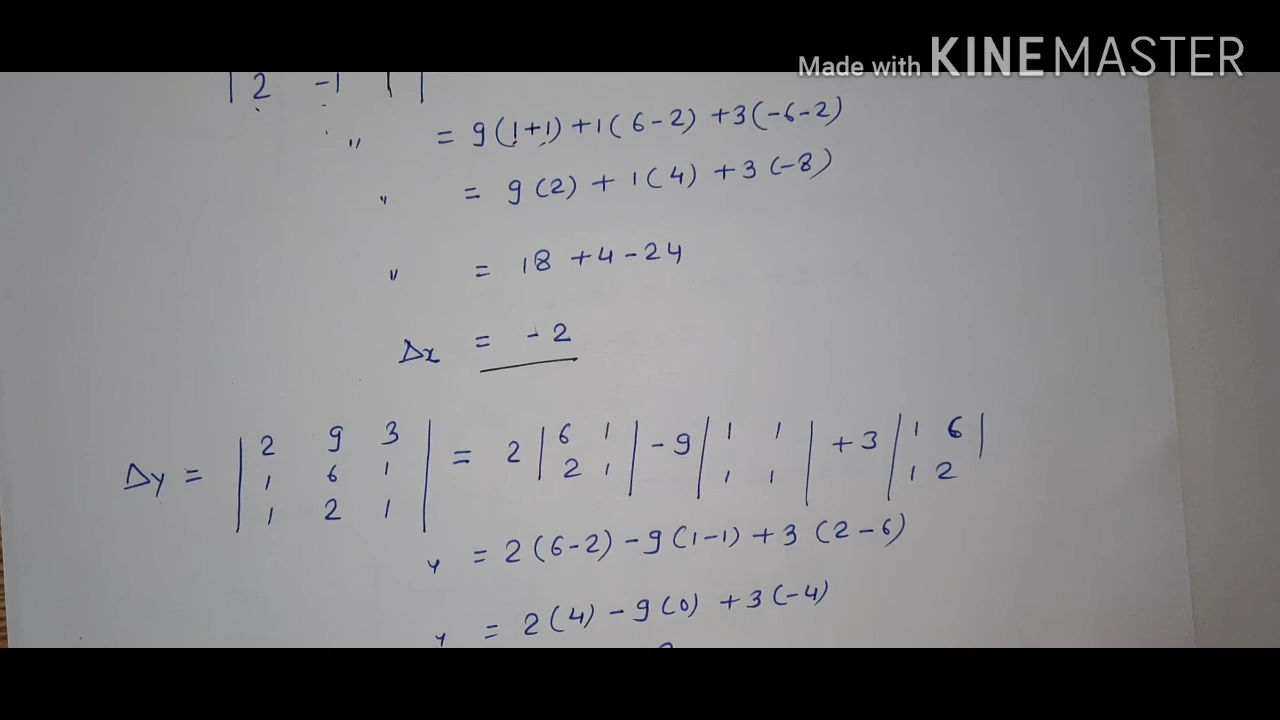 Made with KINEMASTER
| 2 -1 1 |
" = 9(1+1) +1(6-2) +3(-6-2)
" = 9(2) + 1(4) +3(-8)
" = 18 +4-24
Δx = -2
Δy = | 2 9 3 | = 2 | 6 1 | -9 | 1 1 | +3 | 1 6 |
| 1 6 1 | | 2 1 | | 1 1 | | 1 2 |
| 1 2 1 |
" = 2(6-2) -9(1-1) +3 (2-6)
" = 2(4) -9(0) +3(-4)